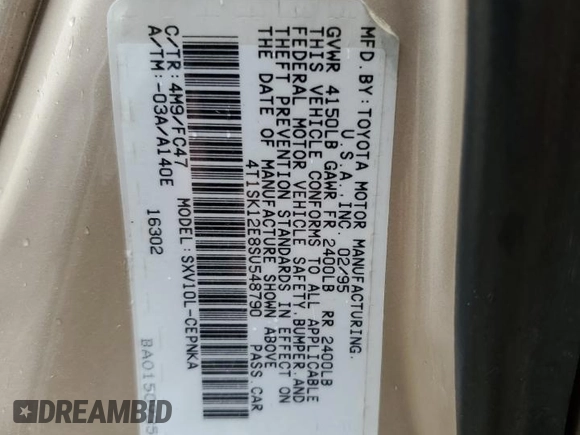 MFD. BY: TOYOTA MOTOR MANUFACTURING,
U.S.A., INC. 02/95
GVWR 4150LB GAWR FR 2400LB RR 2400LB
THIS VEHICLE CONFORMS TO ALL APPLICABLE
FEDERAL MOTOR VEHICLE SAFETY, BUMPER, AND
THEFT PREVENTION STANDARDS IN EFFECT ON
THE DATE OF MANUFACTURE SHOWN ABOVE
4T1SK12E8SU548790 PASS CAR
MODEL: SXV10L-CEPNKA
C/TR: 4M9/FC47
A/TM: -03A/A140E 16302
DREAMBID